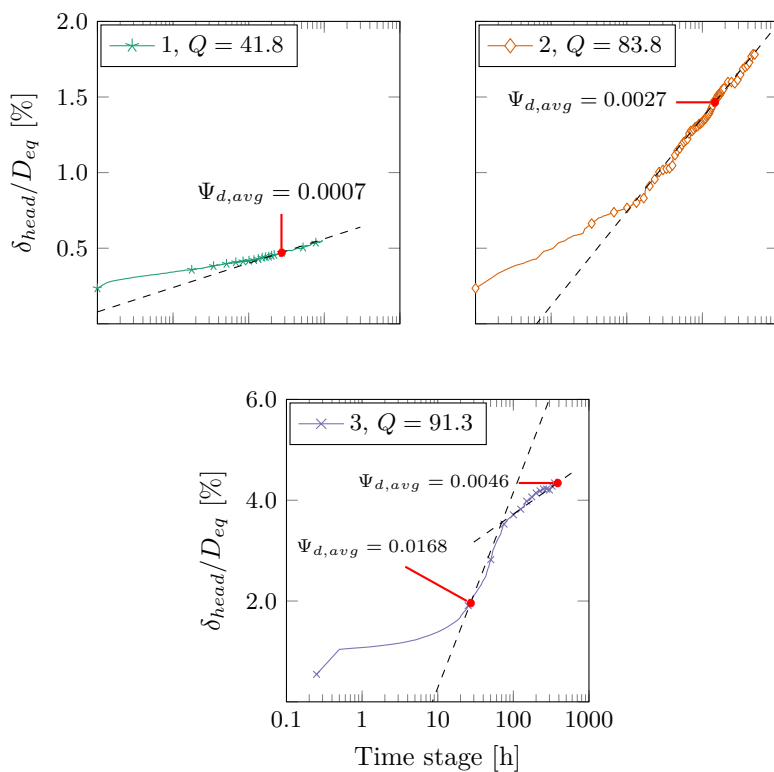 2.0
1.5
1.0
0.5
δ_head/D_eq [%]
1, Q = 41.8
Ψ_d,avg = 0.0007
2, Q = 83.8
Ψ_d,avg = 0.0027
6.0
4.0
2.0
δ_head/D_eq [%]
3, Q = 91.3
Ψ_d,avg = 0.0046
Ψ_d,avg = 0.0168
0.1 1 10 100 1000
Time stage [h]